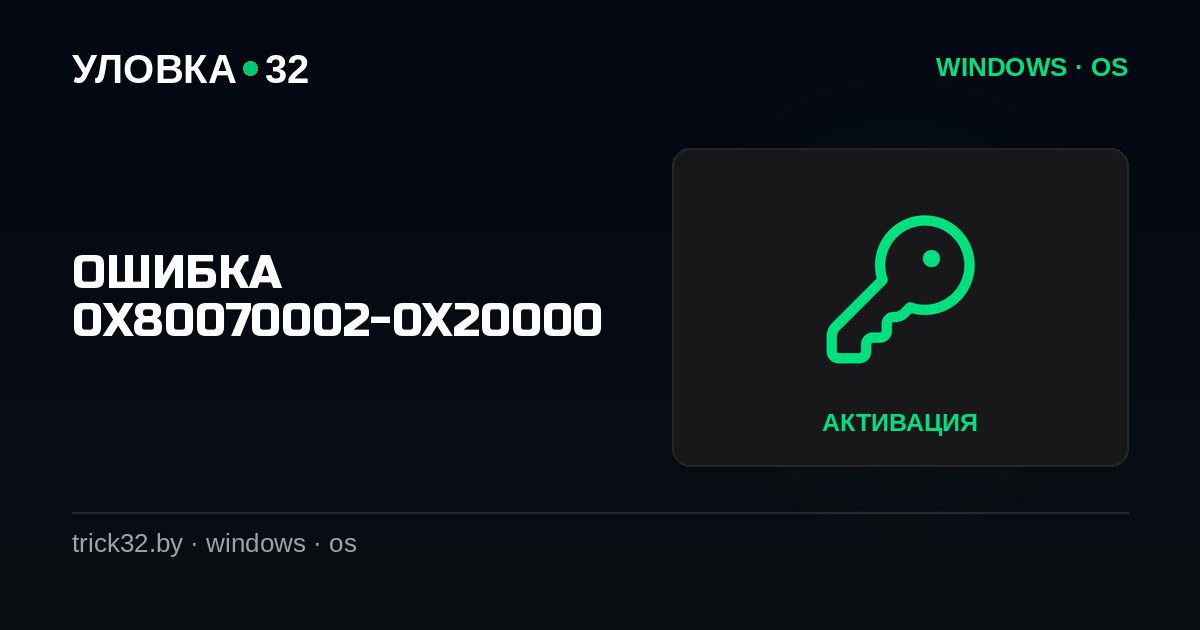 УЛОВКА•32
WINDOWS · OS
ОШИБКА
0X80070002-0X20000
АКТИВАЦИЯ
trick32.by · windows · os